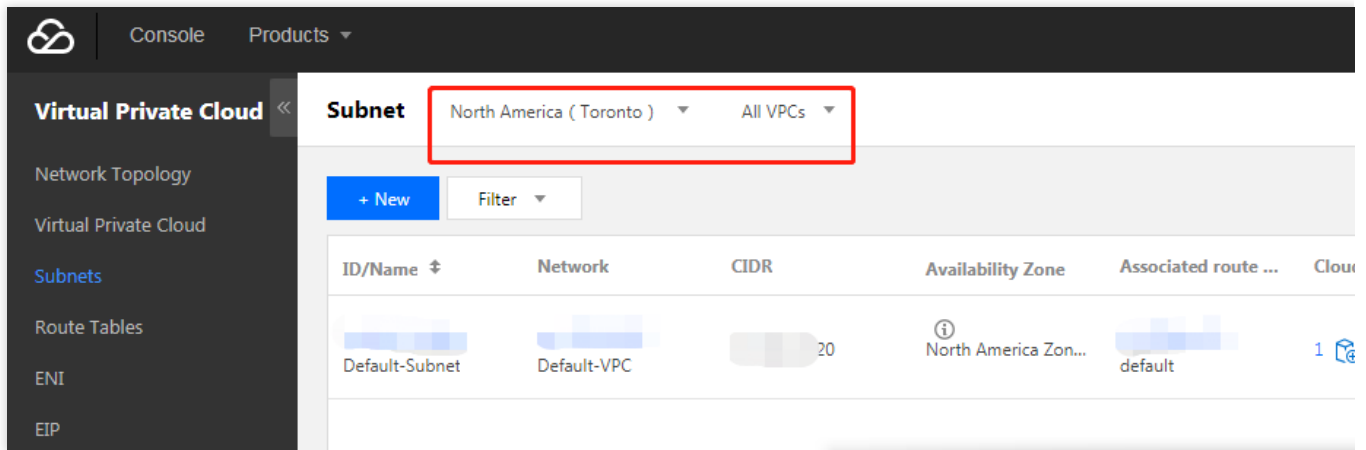 Console Products
Virtual Private Cloud «
Subnet North America ( Toronto ) All VPCs
Network Topology
Virtual Private Cloud
Subnets
Route Tables
ENI
EIP
+ New Filter
ID/Name Network CIDR Availability Zone Associated route ... Cloud
Default-Subnet Default-VPC 20 North America Zon... default 1